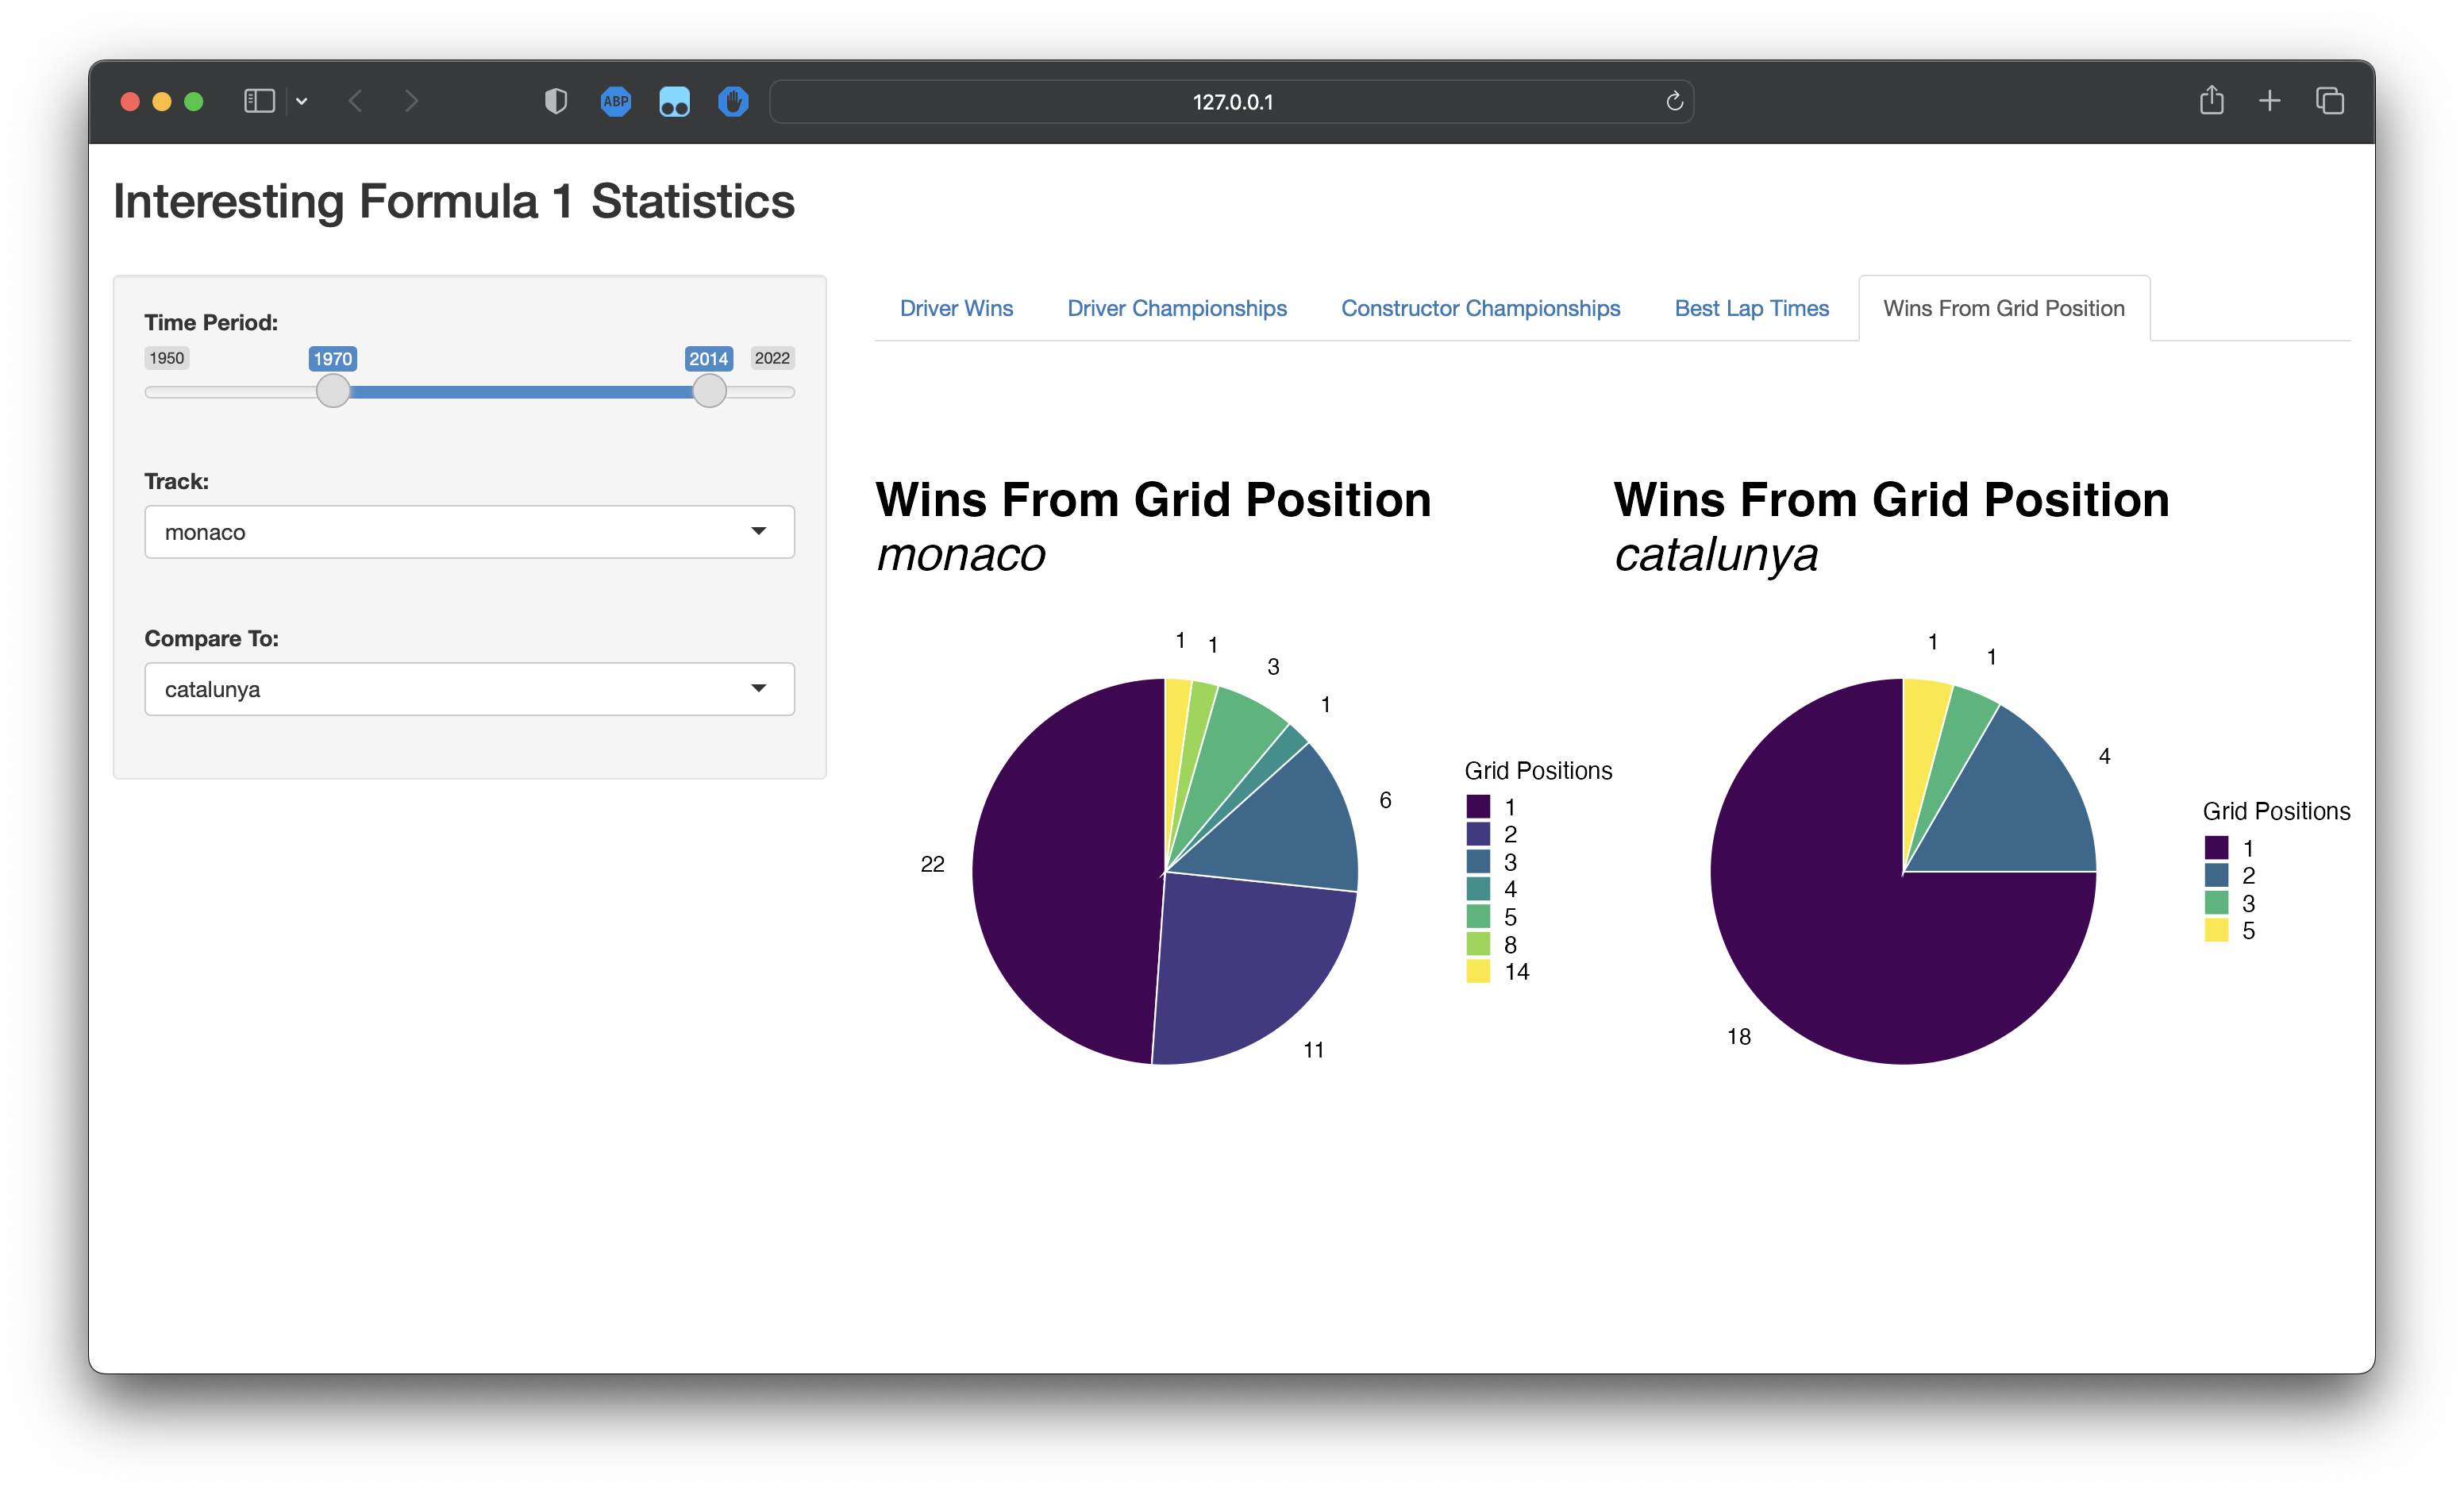 ABP
127.0.0.1
Interesting Formula 1 Statistics
Time Period:
1950 1970 2014 2022
Track:
monaco
Compare To:
catalunya
Driver Wins Driver Championships Constructor Championships Best Lap Times Wins From Grid Position
Wins From Grid Position
monaco
1 1
3
1
6
22
11
Grid Positions
1
2
3
4
5
8
14
Wins From Grid Position
catalunya
1
1
4
18
Grid Positions
1
2
3
5